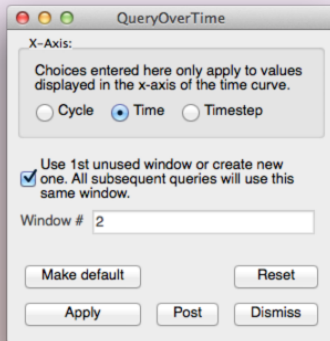 QueryOverTime
X-Axis:
Choices entered here only apply to values
displayed in the x-axis of the time curve.
Cycle Time Timestep
Use 1st unused window or create new
one. All subsequent queries will use this
same window.
Window # 2
Make default Reset
Apply Post Dismiss